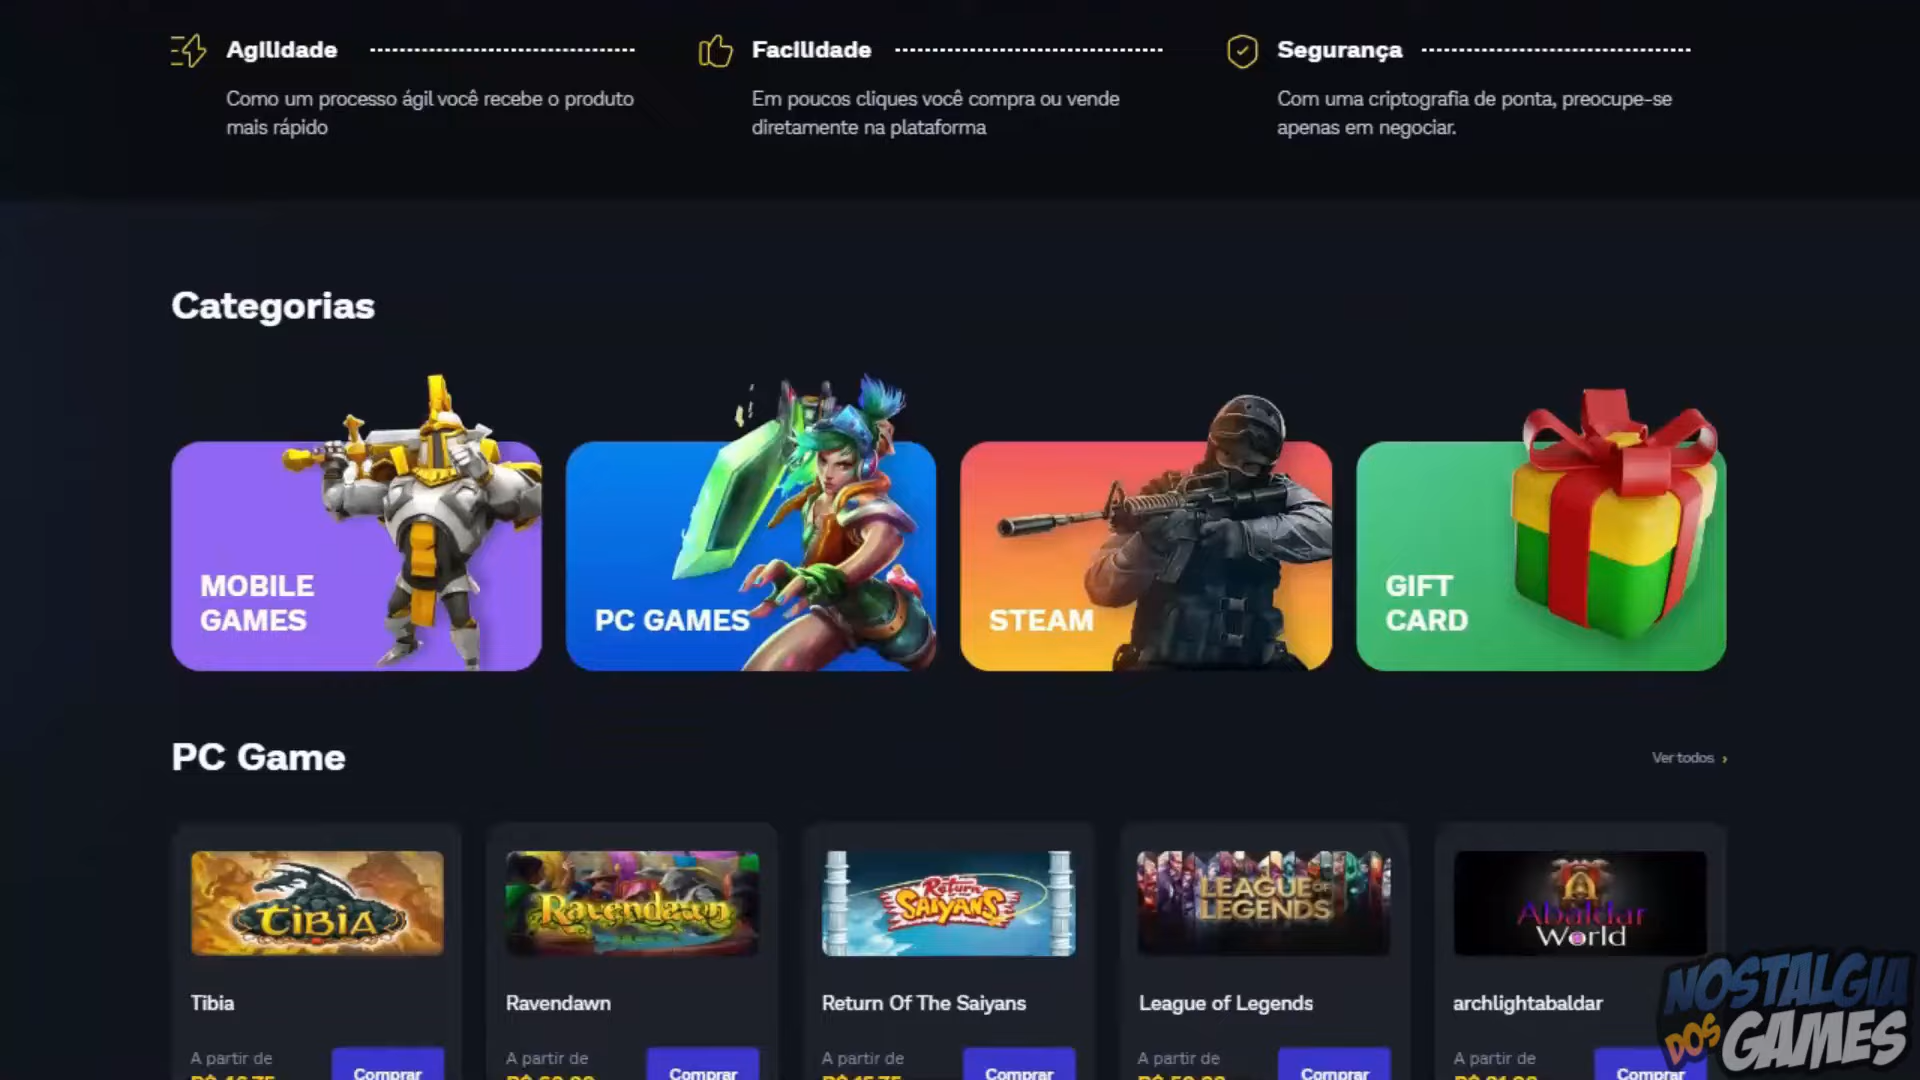 Agilidade
Como um processo ágil você recebe o produto
mais rápido
Facilidade
Em poucos cliques você compra ou vende
diretamente na plataforma
Segurança
Com uma criptografia de ponta, preocupe-se
apenas em negociar.
Categorias
MOBILE
GAMES
PC GAMES
STEAM
GIFT
CARD
PC Game
Ver todos
TIBIA
Ravendawn
Return
OF THE
SAIYANS
LEAGUE OF
LEGENDS
Abaldar
World
Tibia
Ravendawn
Return Of The Saiyans
League of Legends
archlightabaldar
A partir de
Comprar
A partir de
Comprar
A partir de
Comprar
A partir de
Comprar
A partir de
Comprar
NOSTALGIA
DOS GAMES